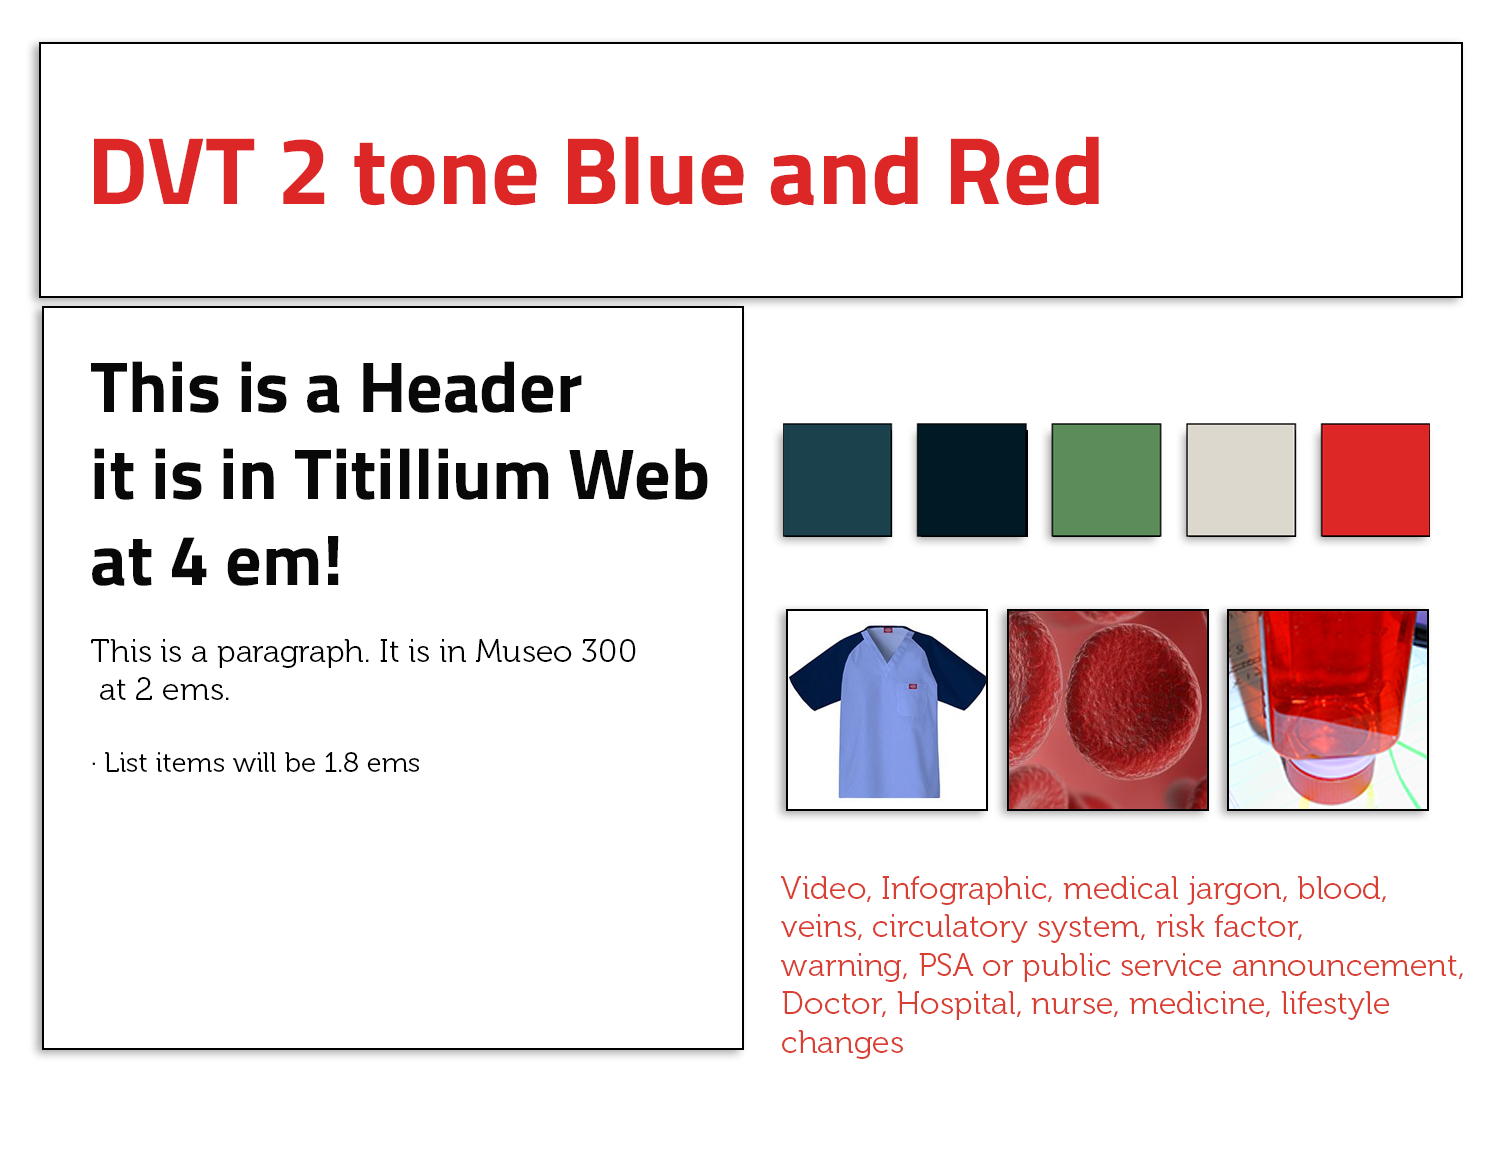 DVT 2 tone Blue and Red
This is a Header
it is in Titillium Web
at 4 em!
This is a paragraph. It is in Museo 300
at 2 ems.
· List items will be 1.8 ems
Video, Infographic, medical jargon, blood,
veins, circulatory system, risk factor,
warning, PSA or public service announcement,
Doctor, Hospital, nurse, medicine, lifestyle
changes